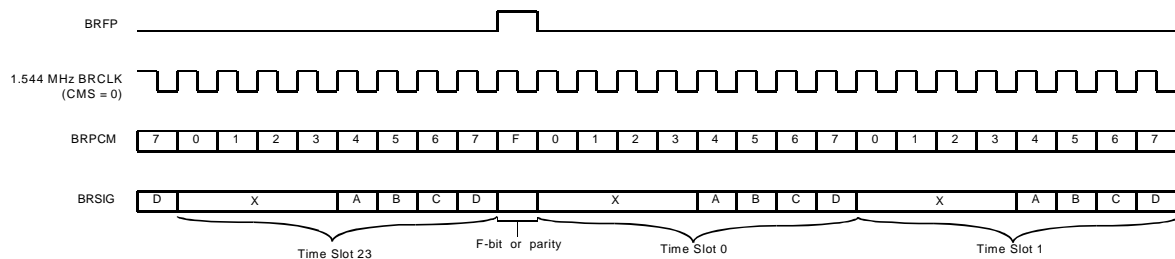 BRFP
1.544 MHz BRCLK
(CMS = 0)
BRPCM 7 0 1 2 3 4 5 6 7 F 0 1 2 3 4 5 6 7 0 1 2 3 4 5 6 7
BRSIG D X A B C D X A B C D X A B C D
Time Slot 23 F-bit or parity Time Slot 0 Time Slot 1